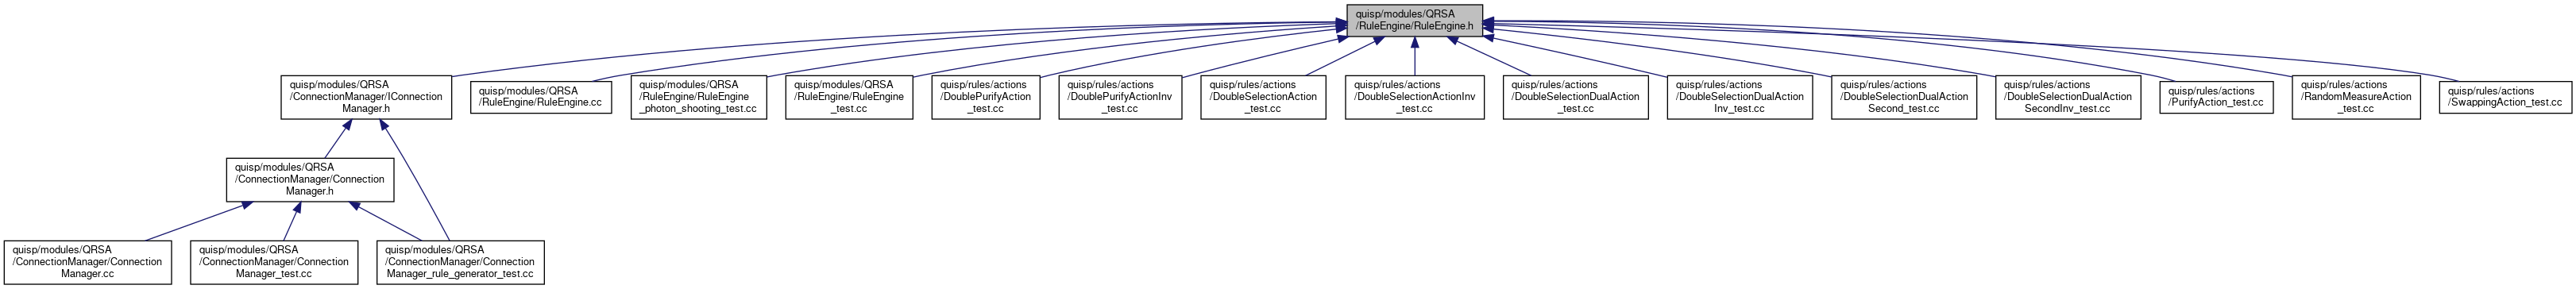 quisp/modules/QRSA
/RuleEngine/RuleEngine.h
quisp/modules/QRSA
/ConnectionManager/IConnection
Manager.h
quisp/modules/QRSA
/RuleEngine/RuleEngine.cc
quisp/modules/QRSA
/RuleEngine/RuleEngine
_photon_shooting_test.cc
quisp/modules/QRSA
/RuleEngine/RuleEngine
_test.cc
quisp/rules/actions
/DoublePurifyAction
_test.cc
quisp/rules/actions
/DoublePurifyActionInv
_test.cc
quisp/rules/actions
/DoubleSelectionAction
_test.cc
quisp/rules/actions
/DoubleSelectionActionInv
_test.cc
quisp/rules/actions
/DoubleSelectionDualAction
_test.cc
quisp/rules/actions
/DoubleSelectionDualAction
Inv_test.cc
quisp/rules/actions
/DoubleSelectionDualAction
Second_test.cc
quisp/rules/actions
/DoubleSelectionDualAction
SecondInv_test.cc
quisp/rules/actions
/PurifyAction_test.cc
quisp/rules/actions
/RandomMeasureAction
_test.cc
quisp/rules/actions
/SwappingAction_test.cc
quisp/modules/QRSA
/ConnectionManager/Connection
Manager.h
quisp/modules/QRSA
/ConnectionManager/Connection
Manager.cc
quisp/modules/QRSA
/ConnectionManager/Connection
Manager_test.cc
quisp/modules/QRSA
/ConnectionManager/Connection
Manager_rule_generator_test.cc